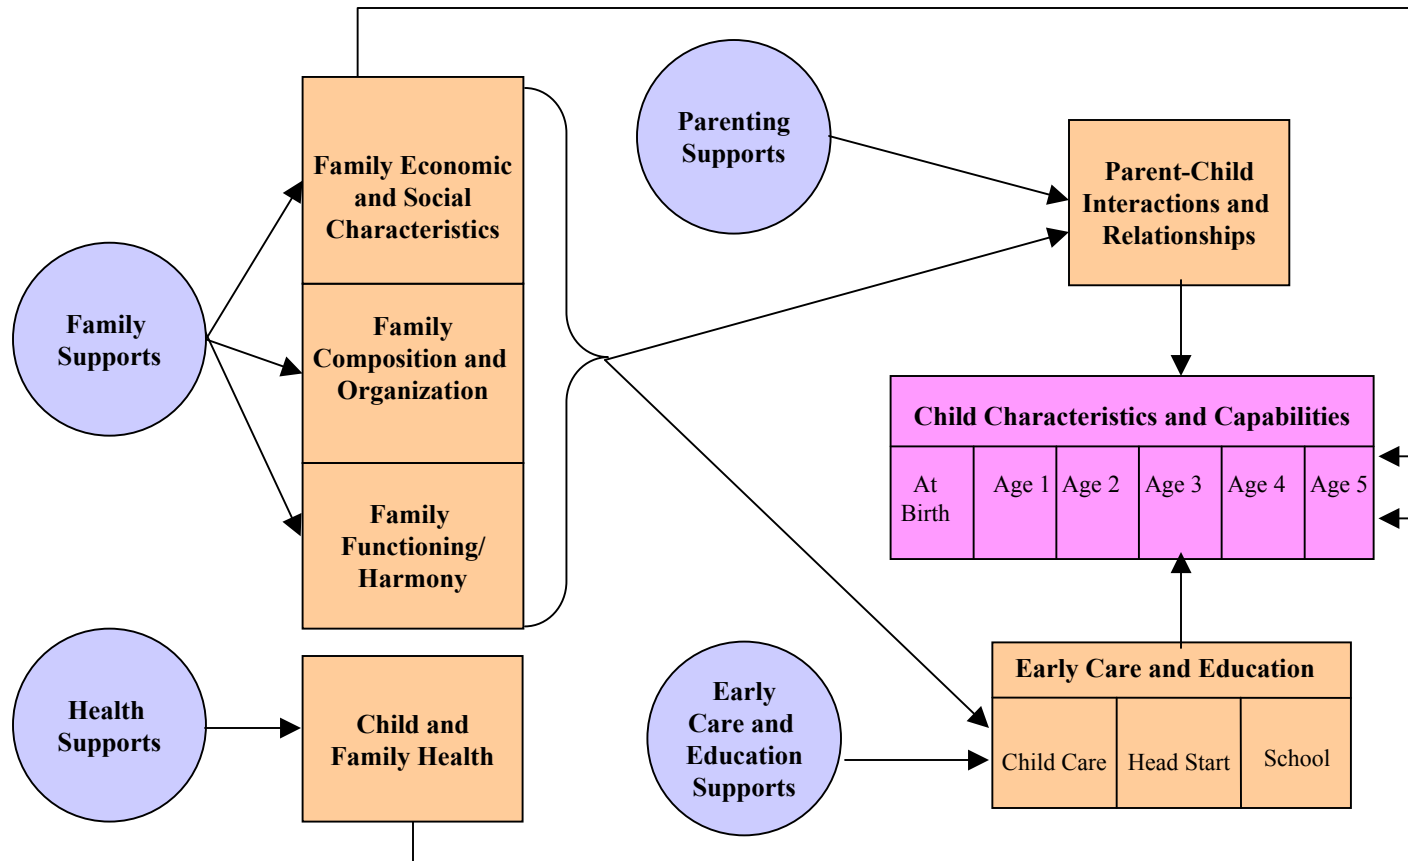 Parenting
Supports
Family Economic
and Social
Characteristics
Parent-Child
Interactions and
Relationships
Family
Supports
Family
Composition and
Organization
Child Characteristics and Capabilities
At
Birth
Age 1
Age 2
Age 3
Age 4
Age 5
Family
Functioning/
Harmony
Early Care and Education
Health
Supports
Child and
Family Health
Early
Care and
Education
Supports
Child Care
Head Start
School